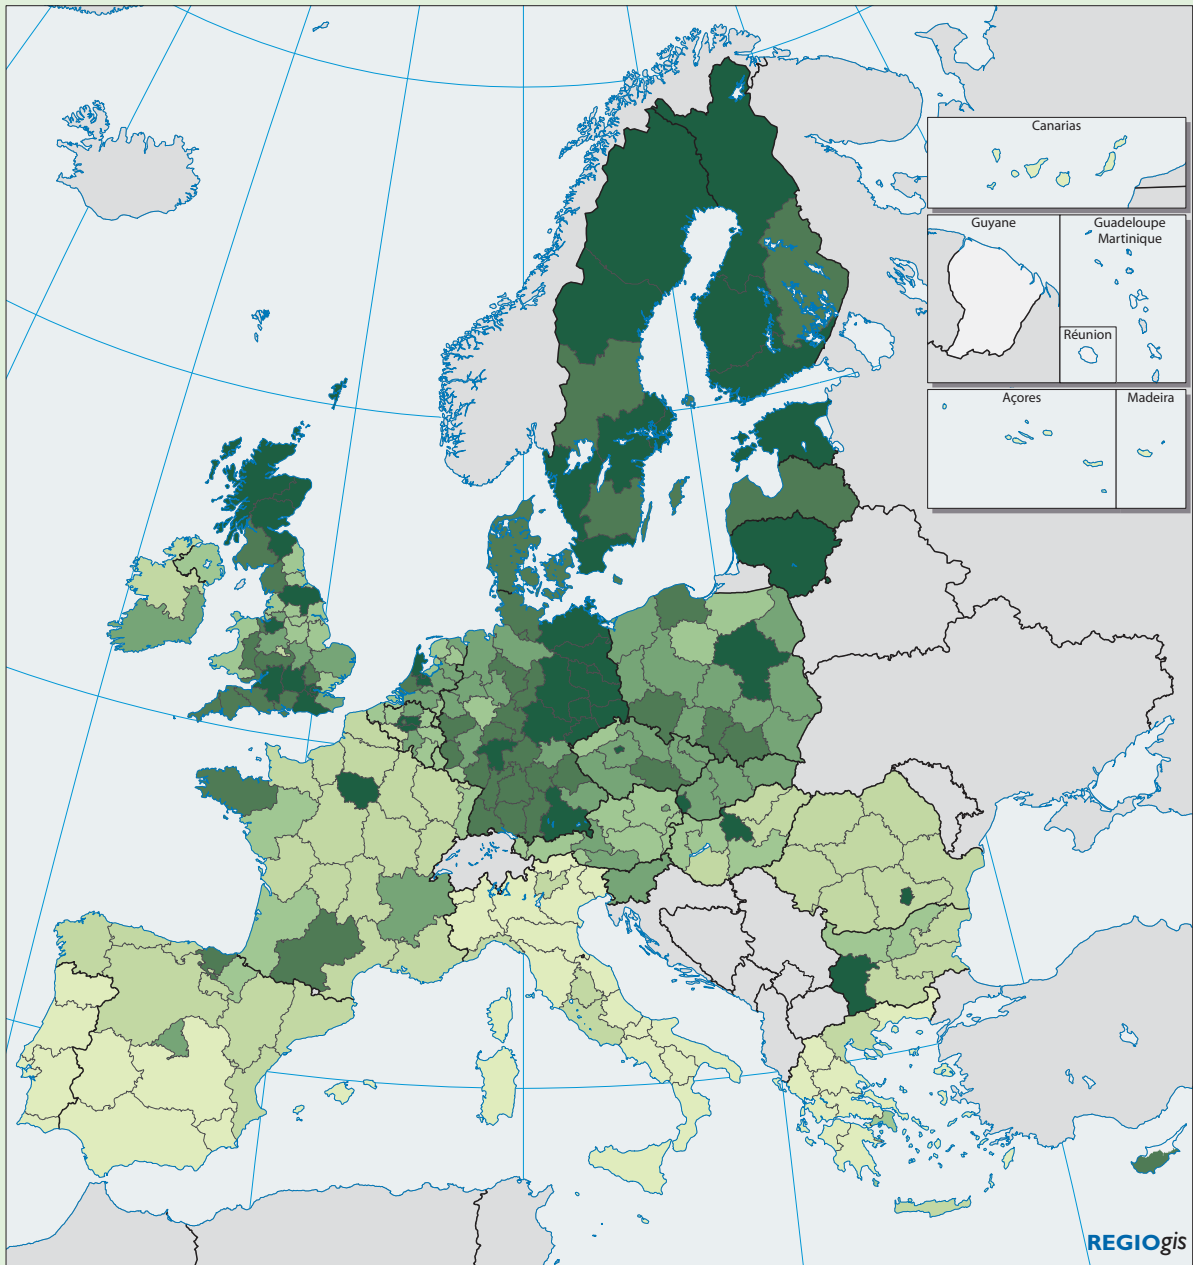 Canarias
Guyane
Guadeloupe
Martinique
Réunion
Açores
Madeira
REGIOgis